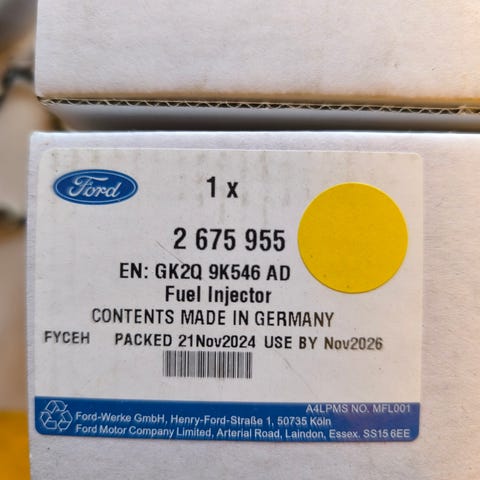 Ford
1 x
2 675 955
EN: GK2Q 9K546 AD
Fuel Injector
CONTENTS MADE IN GERMANY
FYCEH PACKED 21Nov2024 USE BY Nov2026
A4LPMS NO. MFL001
Ford-Werke GmbH, Henry-Ford-Straße 1, 50735 Köln
Ford Motor Company Limited, Arterial Road, Laindon, Essex. SS15 6EE